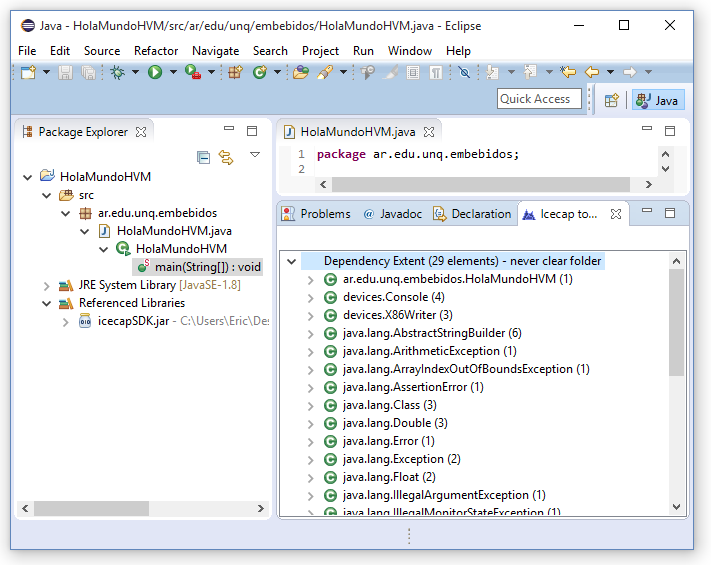 Java - HolaMundoHVM/src/ar/edu/unq/embebidos/HolaMundoHVM.java - Eclipse
File Edit Source Refactor Navigate Search Project Run Window Help
Quick Access
Java
Package Explorer
HolaMundoHVM
src
ar.edu.unq.embebidos
HolaMundoHVM.java
HolaMundoHVM
main(String[]) : void
JRE System Library [JavaSE-1.8]
Referenced Libraries
icecapSDK.jar - C:\Users\Eric\De
HolaMundoHVM.java
1 package ar.edu.unq.embebidos;
2
Problems @ Javadoc Declaration Icecap to...
Dependency Extent (29 elements) - never clear folder
ar.edu.unq.embebidos.HolaMundoHVM (1)
devices.Console (4)
devices.X86Writer (3)
java.lang.AbstractStringBuilder (6)
java.lang.ArithmeticException (1)
java.lang.ArrayIndexOutOfBoundsException (1)
java.lang.AssertionError (1)
java.lang.Class (3)
java.lang.Double (3)
java.lang.Error (1)
java.lang.Exception (2)
java.lang.Float (2)
java.lang.IllegalArgumentException (1)
java.lang.IllegalMonitorStateException (1)